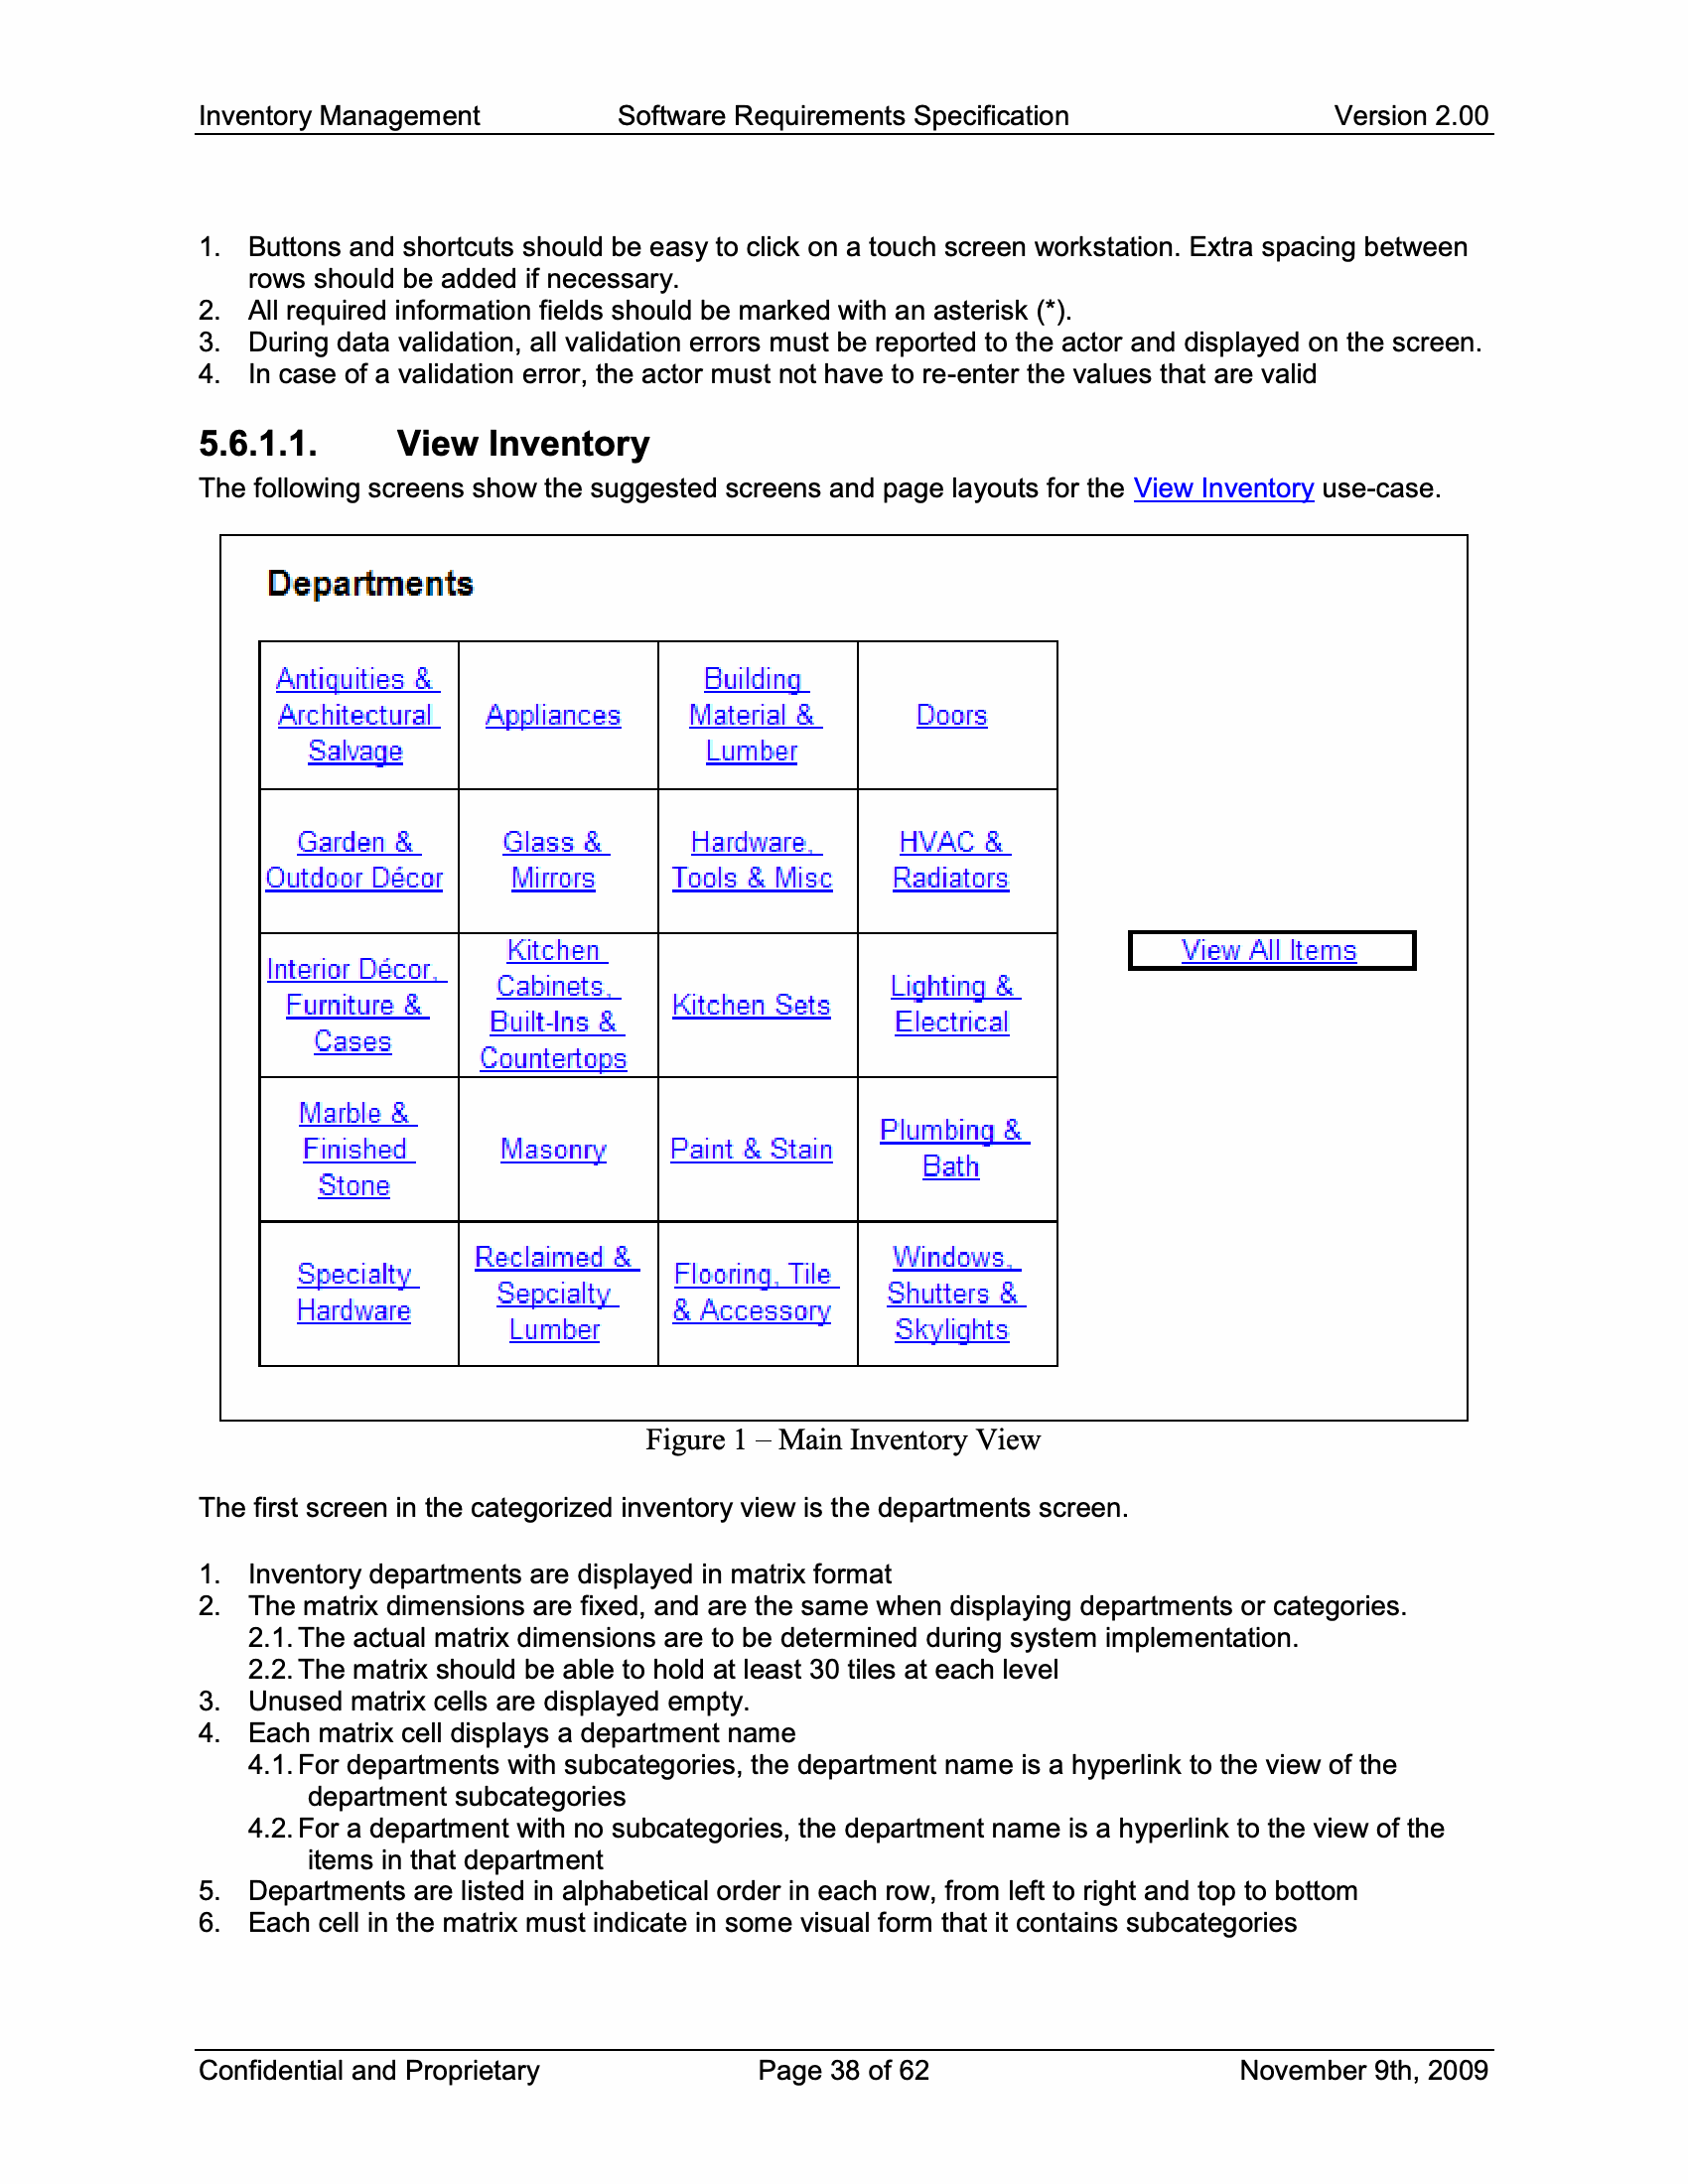 Inventory Management Software Requirements Specification Version 2.00
1. Buttons and shortcuts should be easy to click on a touch screen workstation. Extra spacing between
rows should be added if necessary.
2. All required information fields should be marked with an asterisk (*).
3. During data validation, all validation errors must be reported to the actor and displayed on the screen.
4. In case of a validation error, the actor must not have to re-enter the values that are valid
5.6.1.1. View Inventory
The following screens show the suggested screens and page layouts for the View Inventory use-case.
Departments
Antiquities &
Architectural
Salvage
Appliances
Building
Material &
Lumber
Doors
Garden &
Outdoor Décor
Glass &
Mirrors
Hardware,
Tools & Misc
HVAC &
Radiators
Interior Décor,
Furniture &
Cases
Kitchen
Cabinets,
Built-Ins &
Countertops
Kitchen Sets
Lighting &
Electrical
View All Items
Marble &
Finished
Stone
Masonry
Paint & Stain
Plumbing &
Bath
Specialty
Hardware
Reclaimed &
Sepcialty
Lumber
Flooring, Tile
& Accessory
Windows,
Shutters &
Skylights
Figure 1 – Main Inventory View
The first screen in the categorized inventory view is the departments screen.
1. Inventory departments are displayed in matrix format
2. The matrix dimensions are fixed, and are the same when displaying departments or categories.
2.1. The actual matrix dimensions are to be determined during system implementation.
2.2. The matrix should be able to hold at least 30 tiles at each level
3. Unused matrix cells are displayed empty.
4. Each matrix cell displays a department name
4.1. For departments with subcategories, the department name is a hyperlink to the view of the
department subcategories
4.2. For a department with no subcategories, the department name is a hyperlink to the view of the
items in that department
5. Departments are listed in alphabetical order in each row, from left to right and top to bottom
6. Each cell in the matrix must indicate in some visual form that it contains subcategories
Confidential and Proprietary Page 38 of 62 November 9th, 2009